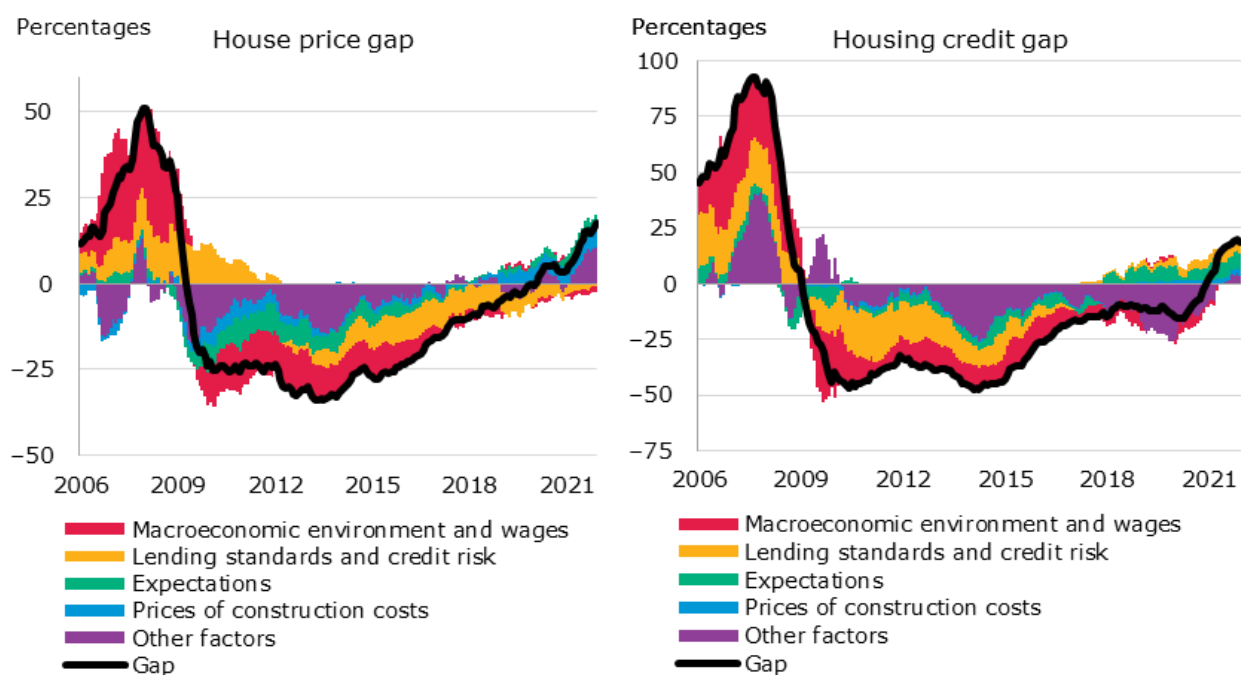 Percentages
House price gap
50
25
0
−25
−50
2006 2009 2012 2015 2018 2021
Macroeconomic environment and wages
Lending standards and credit risk
Expectations
Prices of construction costs
Other factors
Gap
Percentages
Housing credit gap
100
75
50
25
0
−25
−50
−75
2006 2009 2012 2015 2018 2021
Macroeconomic environment and wages
Lending standards and credit risk
Expectations
Prices of construction costs
Other factors
Gap